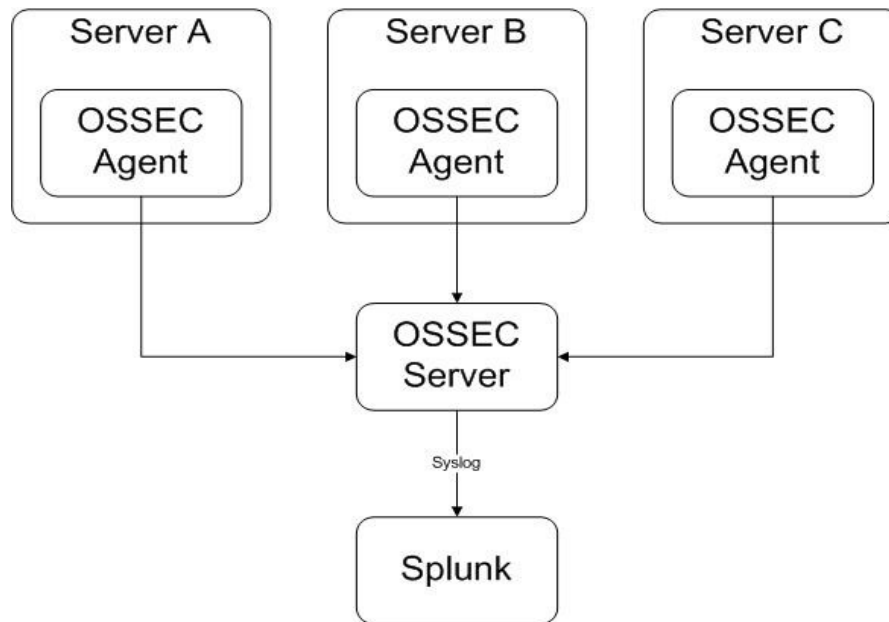 Server A
OSSEC
Agent
Server B
OSSEC
Agent
Server C
OSSEC
Agent
OSSEC
Server
Syslog
Splunk